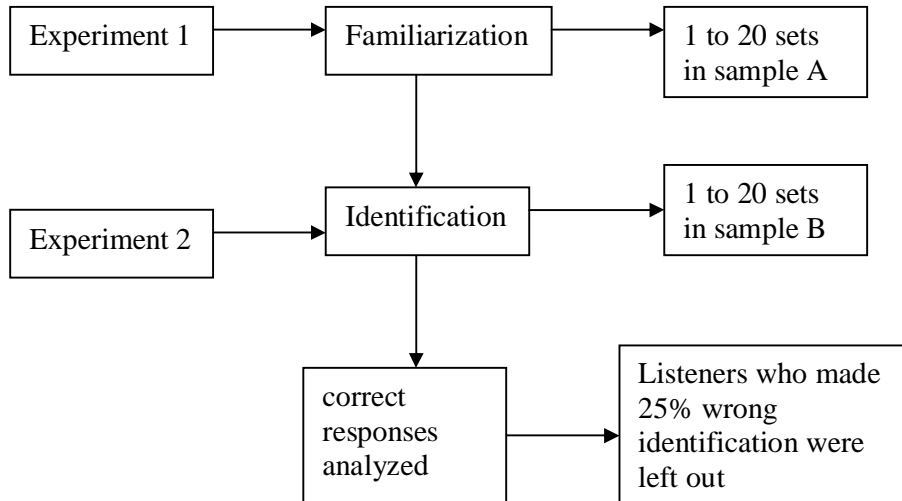 Experiment 1
Familiarization
1 to 20 sets
in sample A
Experiment 2
Identification
1 to 20 sets
in sample B
correct
responses
analyzed
Listeners who made
25% wrong
identification were
left out